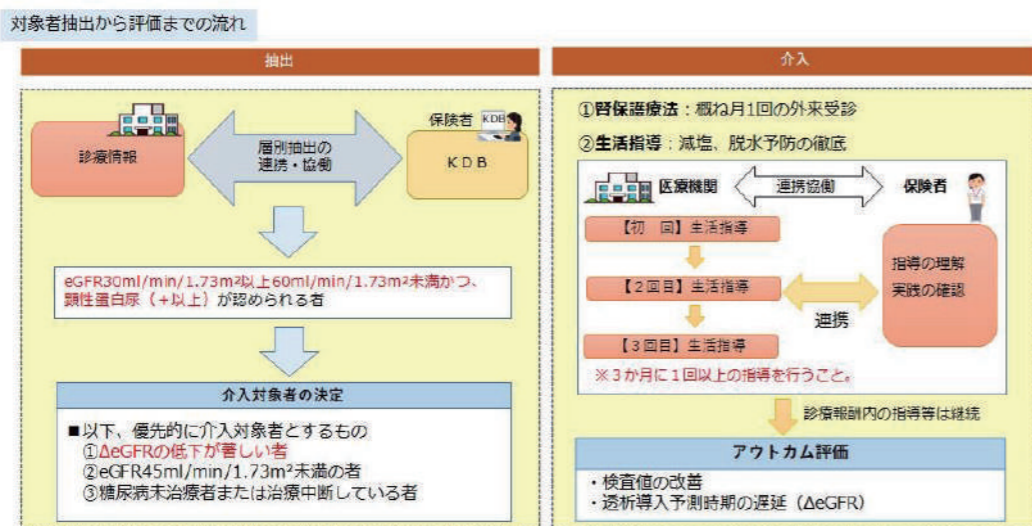 対象者抽出から評価までの流れ
抽出
診療情報
層別抽出の
連携・協働
保険者
KDB
KDB
eGFR30ml/min/1.73m²以上60ml/min/1.73m²未満かつ、
顕性蛋白尿（+以上）が認められる者
介入対象者の決定
■以下、優先的に介入対象者とするもの
①ΔeGFRの低下が著しい者
②eGFR45ml/min/1.73m²未満の者
③糖尿病未治療者または治療中断している者
介入
①腎保護療法：概ね月1回の外来受診
②生活指導：減塩、脱水予防の徹底
医療機関
連携協働
保険者
【初　回】生活指導
【2回目】生活指導
【3回目】生活指導
連携
指導の理解
実践の確認
※3か月に1回以上の指導を行うこと。
診療報酬内の指導等は継続
アウトカム評価
・検査値の改善
・透析導入予測時期の遅延（ΔeGFR）